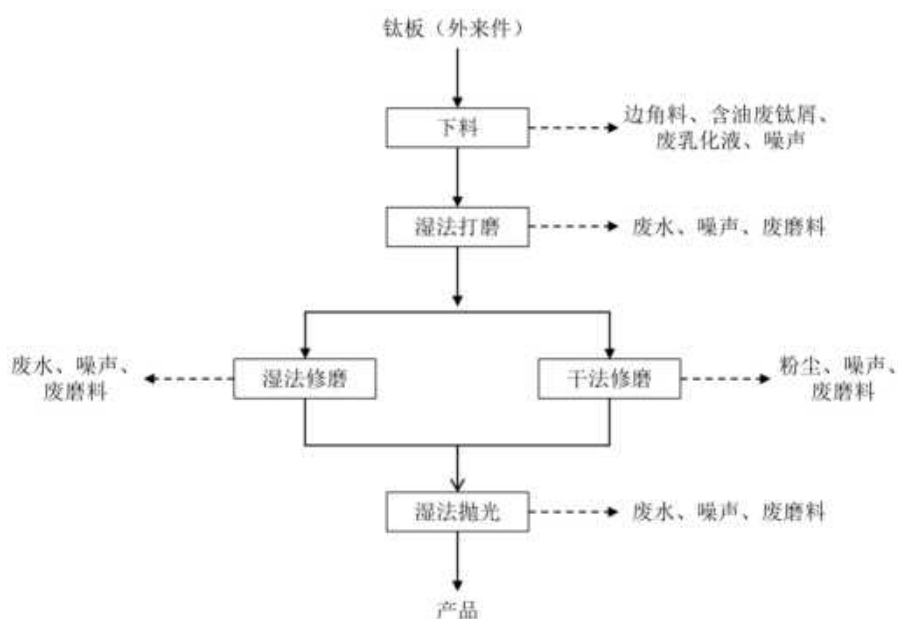 钛板（外来件）
下料
边角料、含油废钛屑、
废乳化液、噪声
湿法打磨
废水、噪声、废磨料
废水、噪声、
废磨料
湿法修磨
干法修磨
粉尘、噪声、
废磨料
湿法抛光
废水、噪声、废磨料
产品